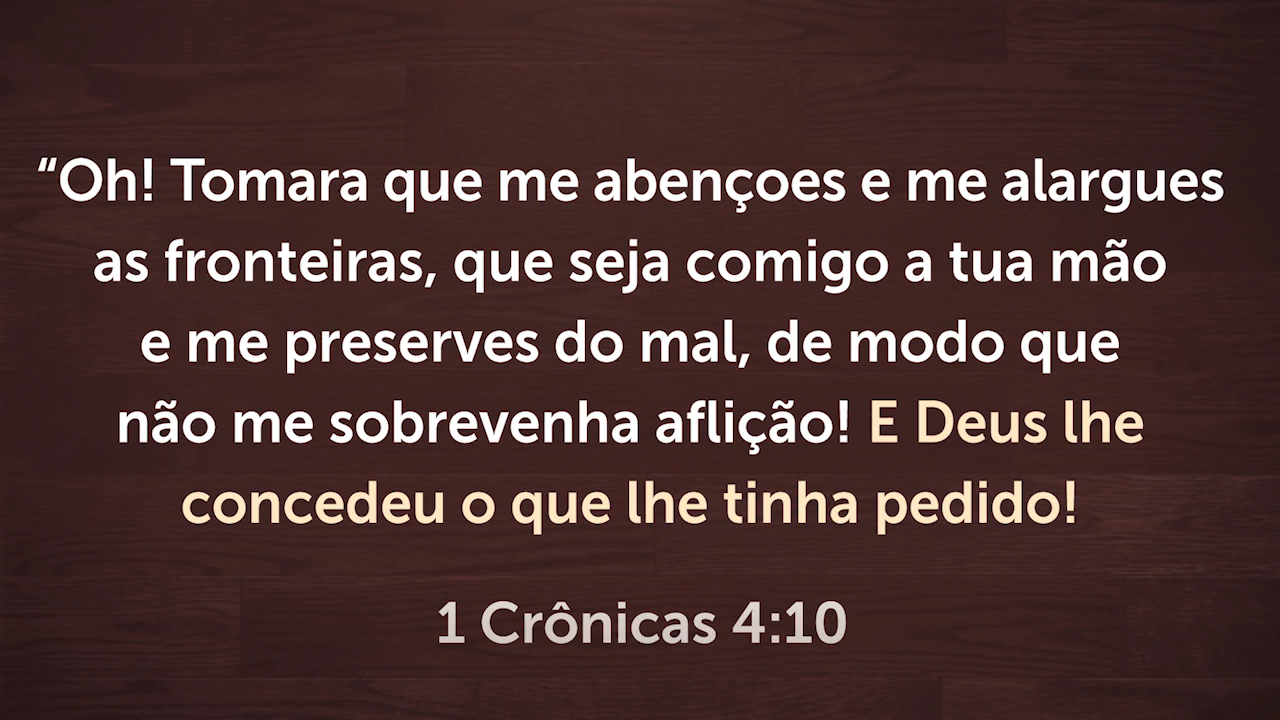 “Oh! Tomara que me abençoes e me alargues
as fronteiras, que seja comigo a tua mão
e me preserves do mal, de modo que
não me sobrevenha aflição! E Deus lhe
concedeu o que lhe tinha pedido!
1 Crônicas 4:10